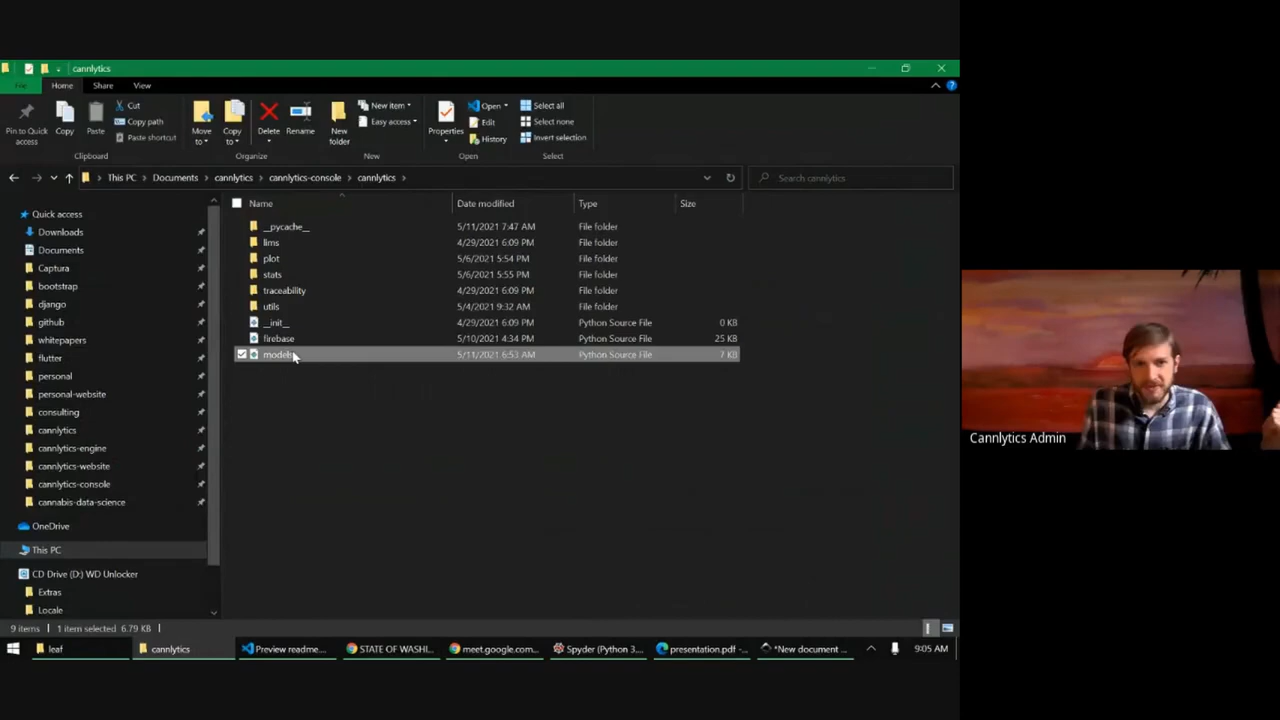 cannlytics
File Home Share View
Pin to Quick access
Copy
Paste
Cut
Copy path
Paste shortcut
Clipboard
Move to
Copy to
Delete
Rename
Organize
New folder
New item
Easy access
New
Properties
Open
Edit
History
Open
Select all
Select none
Invert selection
Select
This PC > Documents > cannlytics > cannlytics-console > cannlytics >
Search cannlytics
Name Date modified Type Size
__pycache__ 5/11/2021 7:47 AM File folder
lims 4/29/2021 6:09 PM File folder
plot 5/6/2021 5:54 PM File folder
stats 5/6/2021 5:55 PM File folder
traceability 4/29/2021 6:09 PM File folder
utils 5/4/2021 9:32 AM File folder
__init__ 4/29/2021 6:09 PM Python Source File 0 KB
firebase 5/10/2021 4:34 PM Python Source File 25 KB
models 5/11/2021 6:53 AM Python Source File 7 KB
Quick access
Downloads
Documents
Captura
bootstrap
django
github
whitepapers
flutter
personal
personal-website
consulting
cannlytics
cannlytics-engine
cannlytics-website
cannlytics-console
cannabis-data-science
OneDrive
This PC
CD Drive (D:) WD Unlocker
Extras
Locale
9 items 1 item selected 6.79 KB
leaf
cannlytics
Preview readme...
STATE OF WASHI...
meet.google.com...
Spyder (Python 3....
presentation.pdf -...
*New document ...
9:05 AM
Cannlytics Admin